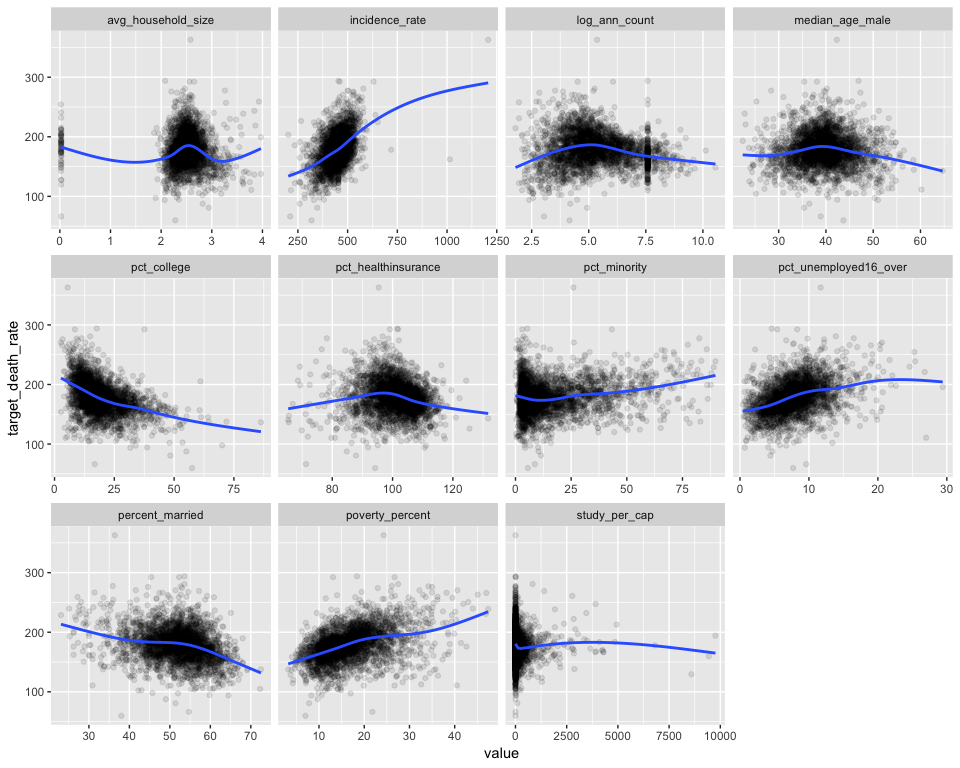 avg_household_size incidence_rate log_ann_count median_age_male
300
200
100
0 1 2 3 4 250 500 750 1000 1250 2.5 5.0 7.5 10.0 30 40 50 60
pct_college pct_healthinsurance pct_minority pct_unemployed16_over
target_death_rate
300
200
100
0 25 50 75 80 100 120 0 25 50 75 0 10 20 30
percent_married poverty_percent study_per_cap
300
200
100
30 40 50 60 70 10 20 30 40 0 2500 5000 7500 10000
value